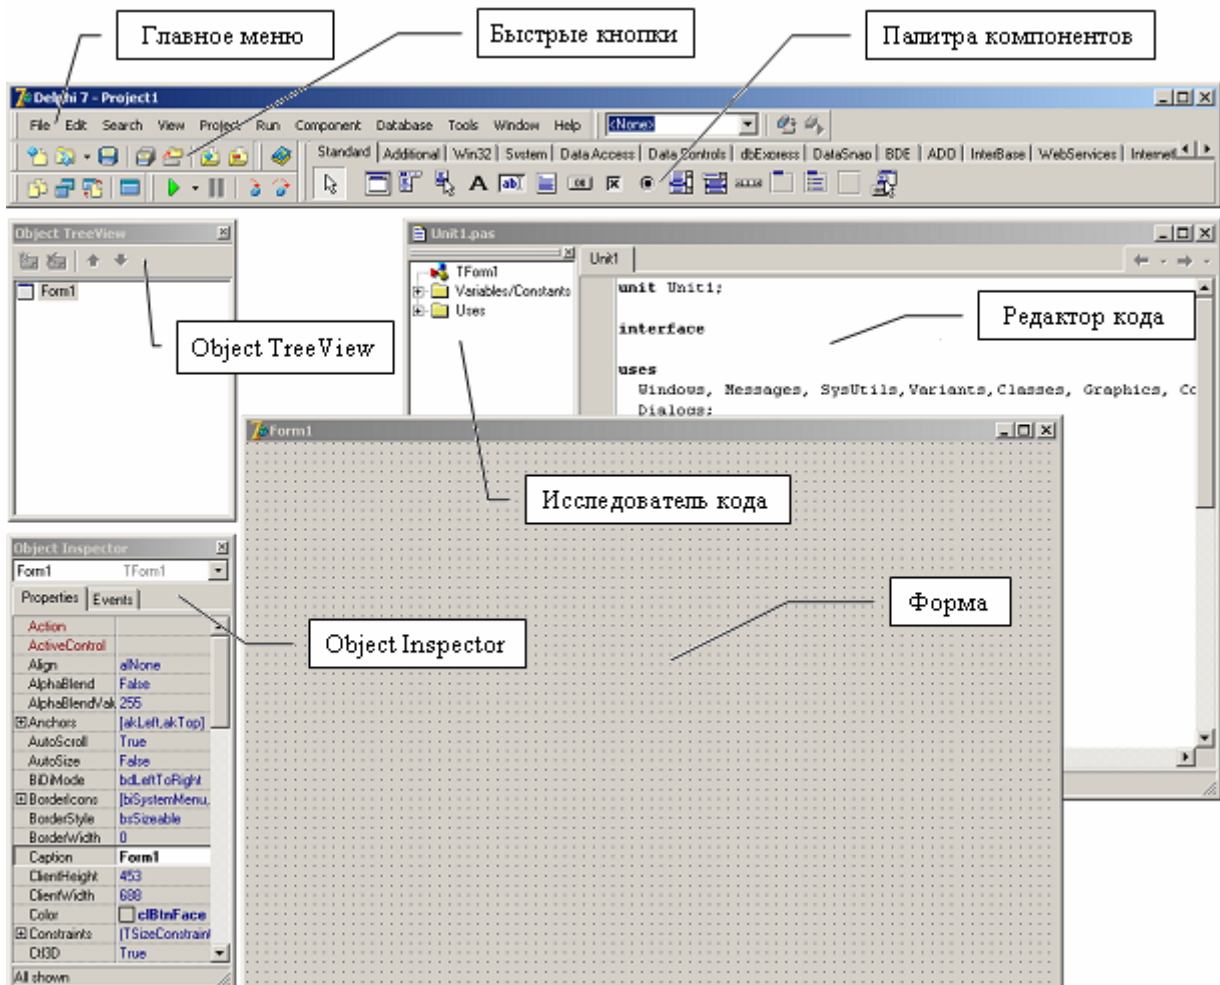 Главное меню
Быстрые кнопки
Палитра компонентов
Delphi 7 - Project1
File Edit Search View Project Run Component Database Tools Window Help <None>
Standard Additional Win32 System Data Access Data Controls dbExpress DataSnap BDE ADO InterBase WebServices Internet
Object TreeView
Form1
Object TreeView
Unit1.pas
TForm1
Variables/Constants
Uses
Unit1
unit Unit1;
interface
uses
Windows, Messages, SysUtils,Variants,Classes, Graphics, Co
Dialogs;
Редактор кода
Form1
Исследователь кода
Форма
Object Inspector
Object Inspector
Form1 TForm1
Properties Events
Action
ActiveControl
Align alNone
AlphaBlend False
AlphaBlendVal 255
Anchors [akLeft,akTop]
AutoScroll True
AutoSize False
BiDiMode bdLeftToRight
BorderIcons [biSystemMenu,
BorderStyle bsSizeable
BorderWidth 0
Caption Form1
ClientHeight 453
ClientWidth 688
Color clBtnFace
Constraints (TSizeConstraint
Ctl3D True
All shown